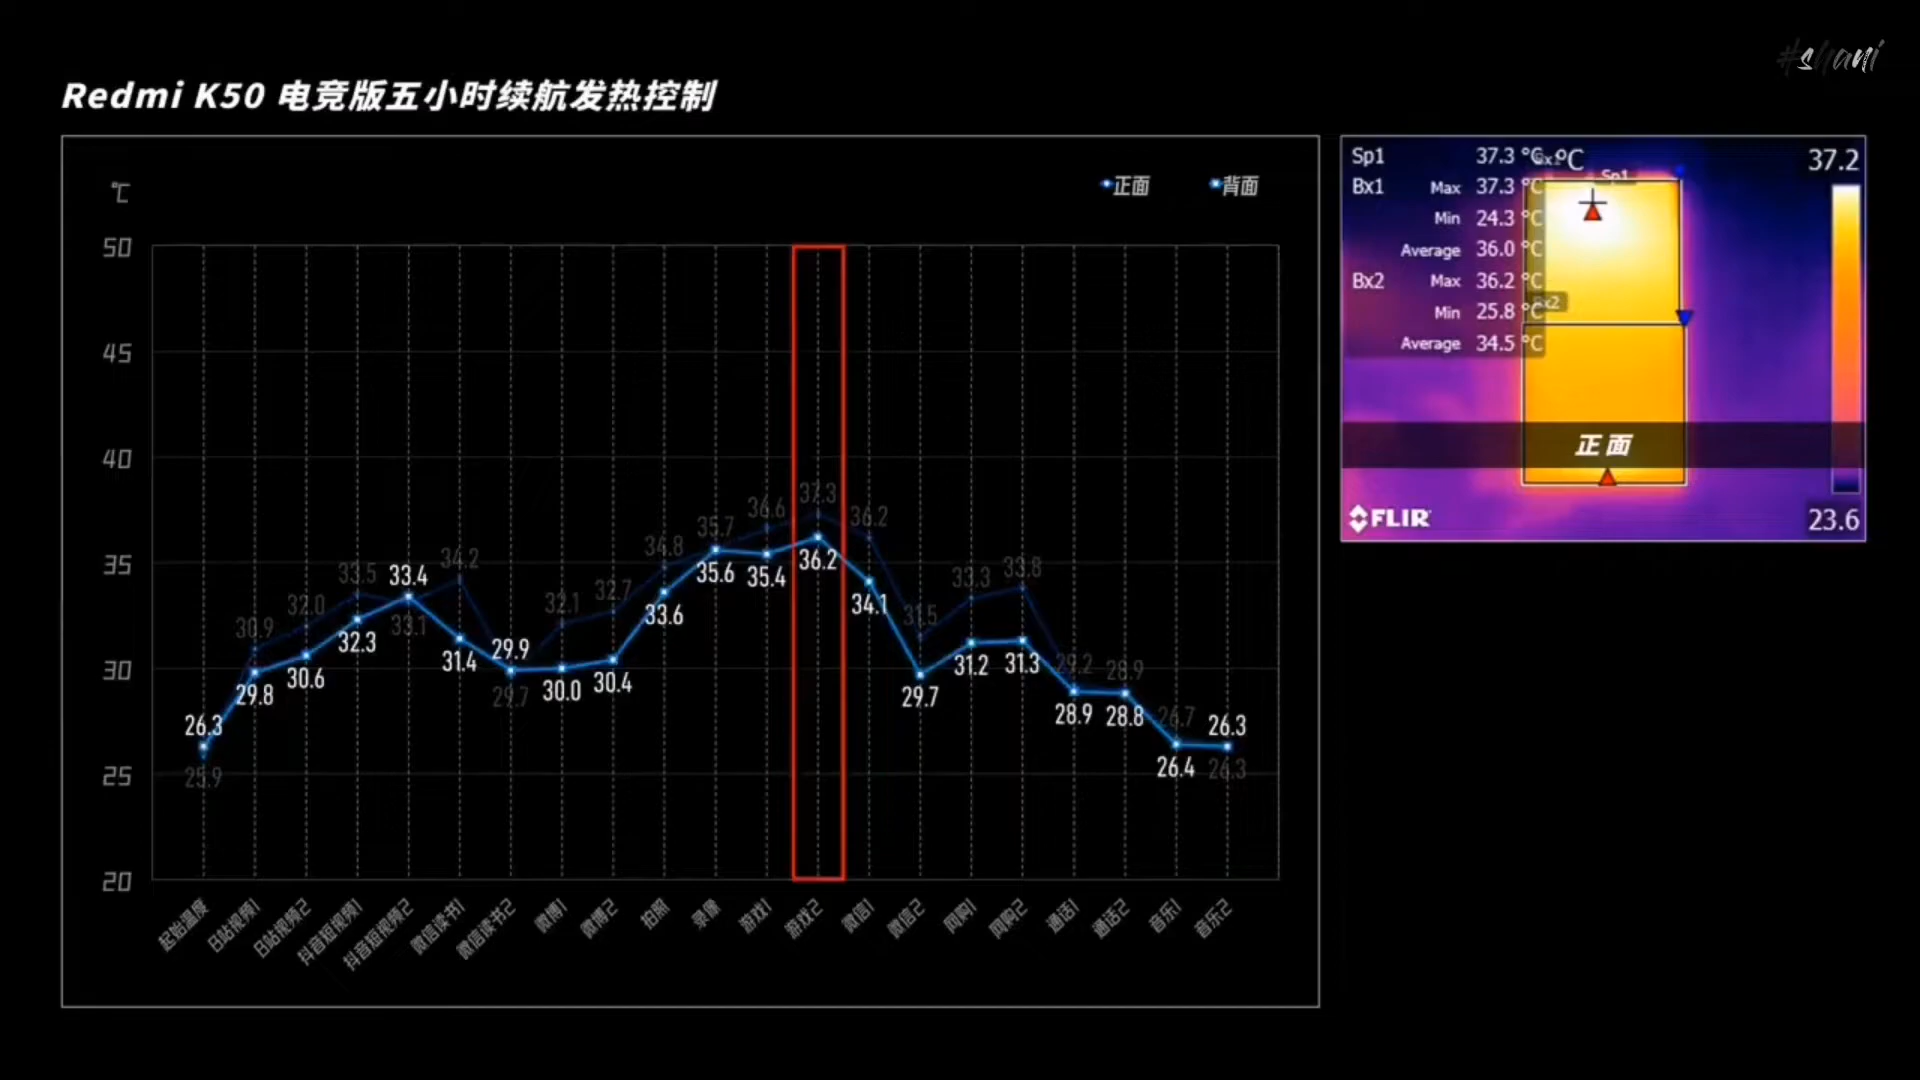 #shani
Redmi K50 电竞版五小时续航发热控制
℃
正面 背面
50
45
40
35
30
25
20
26.3 29.8 30.6 32.3 33.4 31.4 29.9 30.0 30.4 33.6 35.6 35.4 36.2 34.1 29.7 31.2 31.3 28.9 28.8 26.4 26.3
25.9 30.9 32.0 33.5 33.1 34.2 29.7 32.1 32.7 34.8 35.7 36.6 37.3 36.2 31.5 33.3 33.8 29.2 28.9 26.7 26.3
起始温度 B站视频1 B站视频2 抖音短视频1 抖音短视频2 微信读书1 微信读书2 微博1 微博2 拍照 录像 游戏1 游戏2 微信1 微信2 网购1 网购2 通话1 通话2 音乐1 音乐2
Sp1 37.3 °C
Bx1 Max 37.3 °C
Min 24.3 °C
Average 36.0 °C
Bx2 Max 36.2 °C
Min 25.8 °C
Average 34.5 °C
°C
37.2
Sp1
Bx2
正面
FLIR
23.6